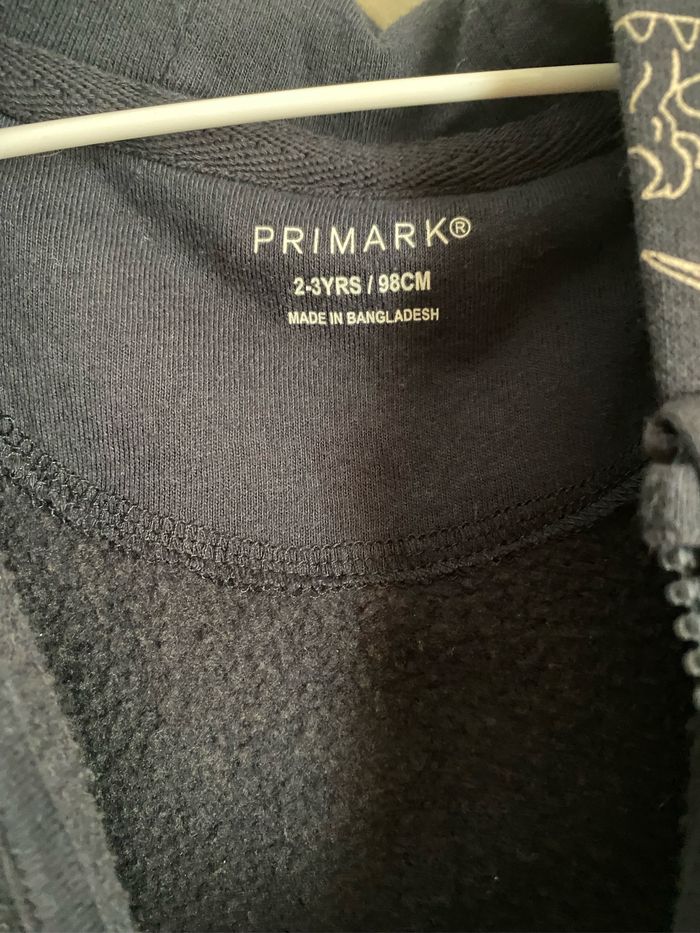 PRIMARK®
2-3YRS / 98CM
MADE IN BANGLADESH